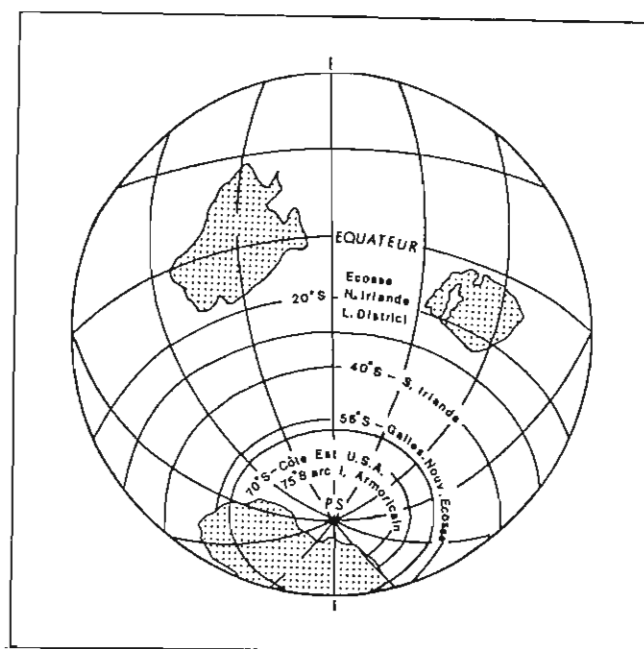 E
EQUATEUR
Ecosse
20°S N. Irlande
L. District
40°S - S. Irlande
56°S - Galles. Nouv. Ecosse
70°S - Côte Est U.S.A.
75°S arc l. Armoricain
PS